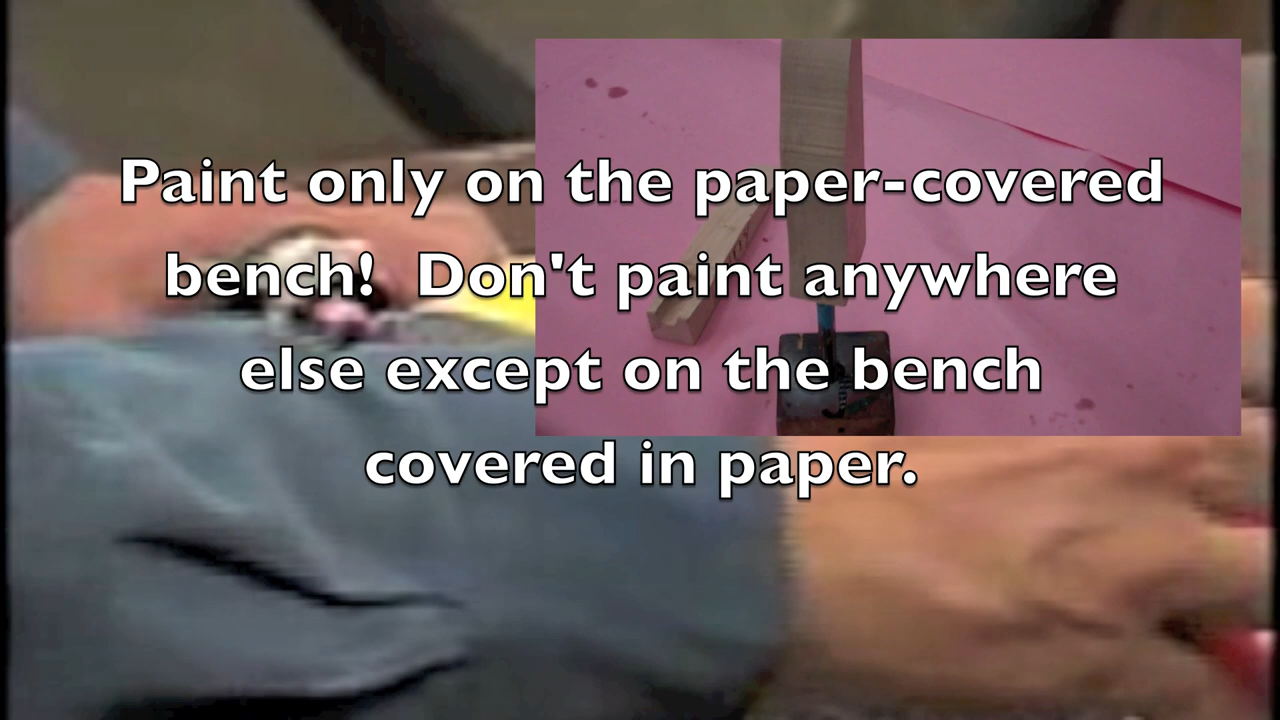 Paint only on the paper-covered
bench!  Don't paint anywhere
else except on the bench
covered in paper.